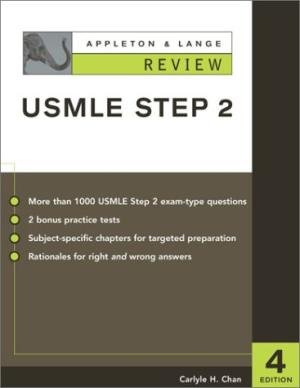 APPLETON & LANGE
REVIEW
USMLE STEP 2
More than 1000 USMLE Step 2 exam-type questions
2 bonus practice tests
Subject-specific chapters for targeted preparation
Rationales for right and wrong answers
Carlyle H. Chan
4
EDITION